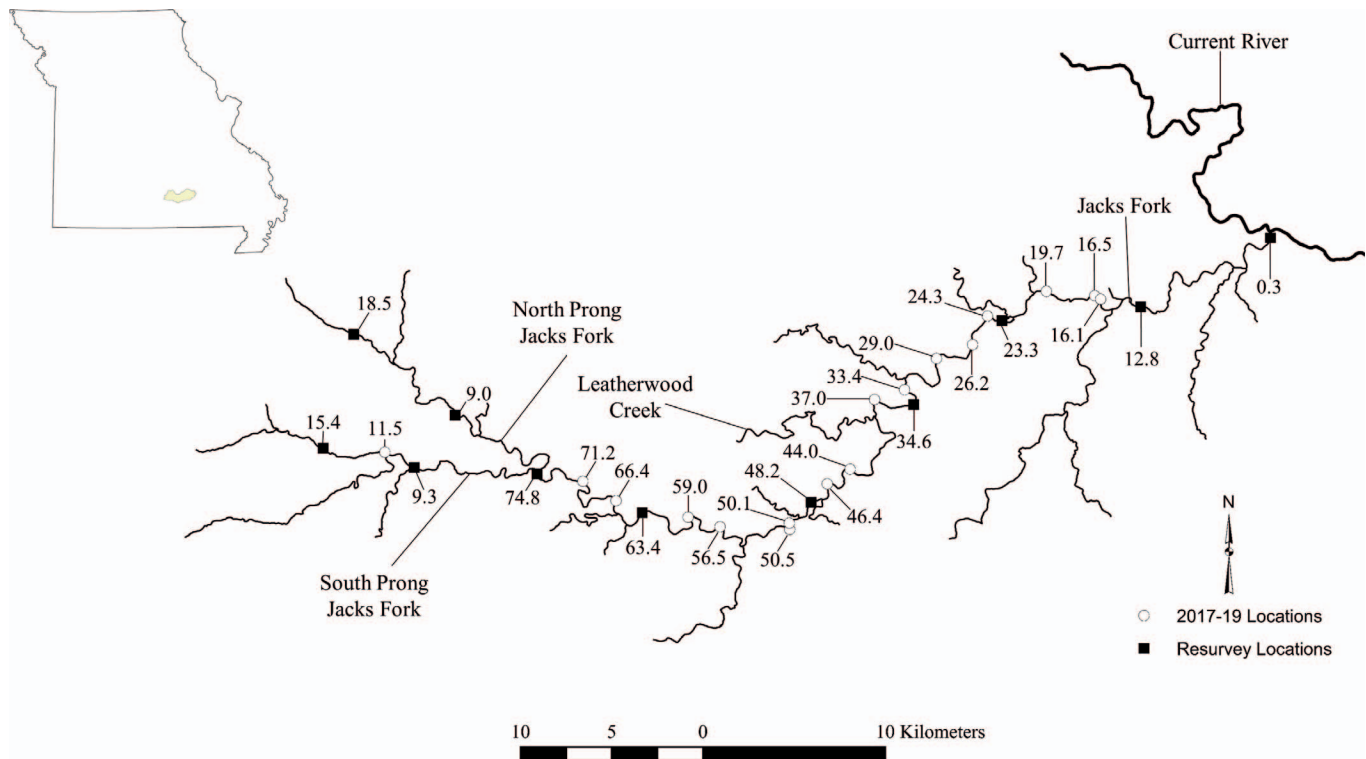 Current River
Jacks Fork
16.5
19.7
0.3
24.3
18.5
North Prong
Jacks Fork
29.0
23.3
16.1
12.8
26.2
33.4
Leatherwood
Creek
37.0
9.0
34.6
15.4
11.5
44.0
71.2
48.2
66.4
59.0
9.3
74.8
50.1
46.4
63.4
56.5
50.5
N
South Prong
Jacks Fork
2017-19 Locations
Resurvey Locations
10 5 0 10 Kilometers